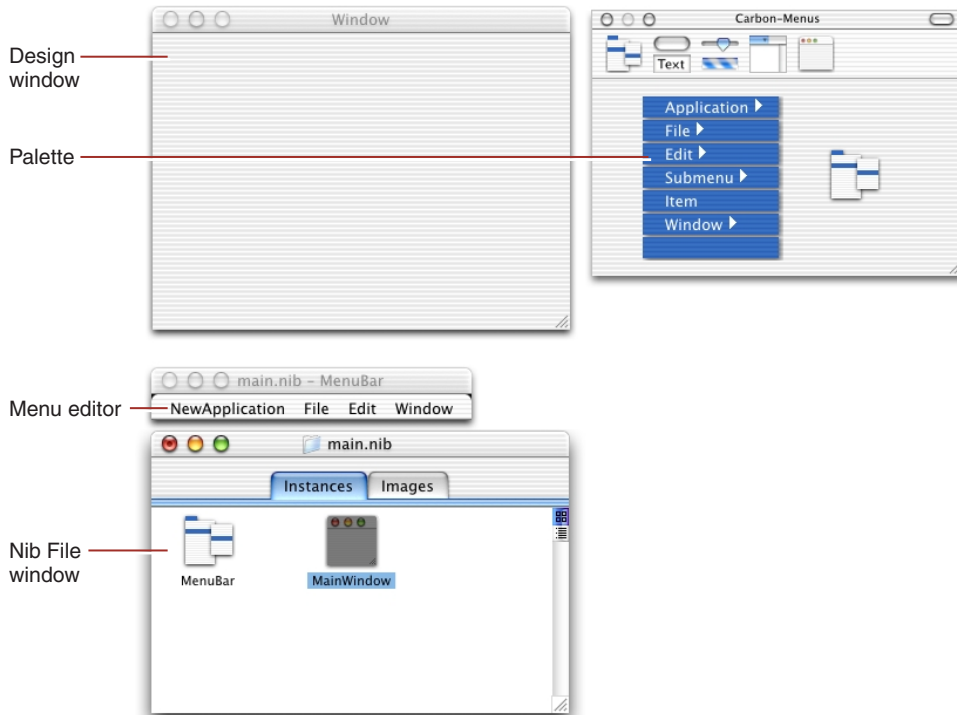 Window
Carbon-Menus
Design
window
Text
Application
File
Palette
Edit
Submenu
Item
Window
main.nib – MenuBar
Menu editor
NewApplication File Edit Window
main.nib
Instances Images
Nib File
window
MenuBar MainWindow